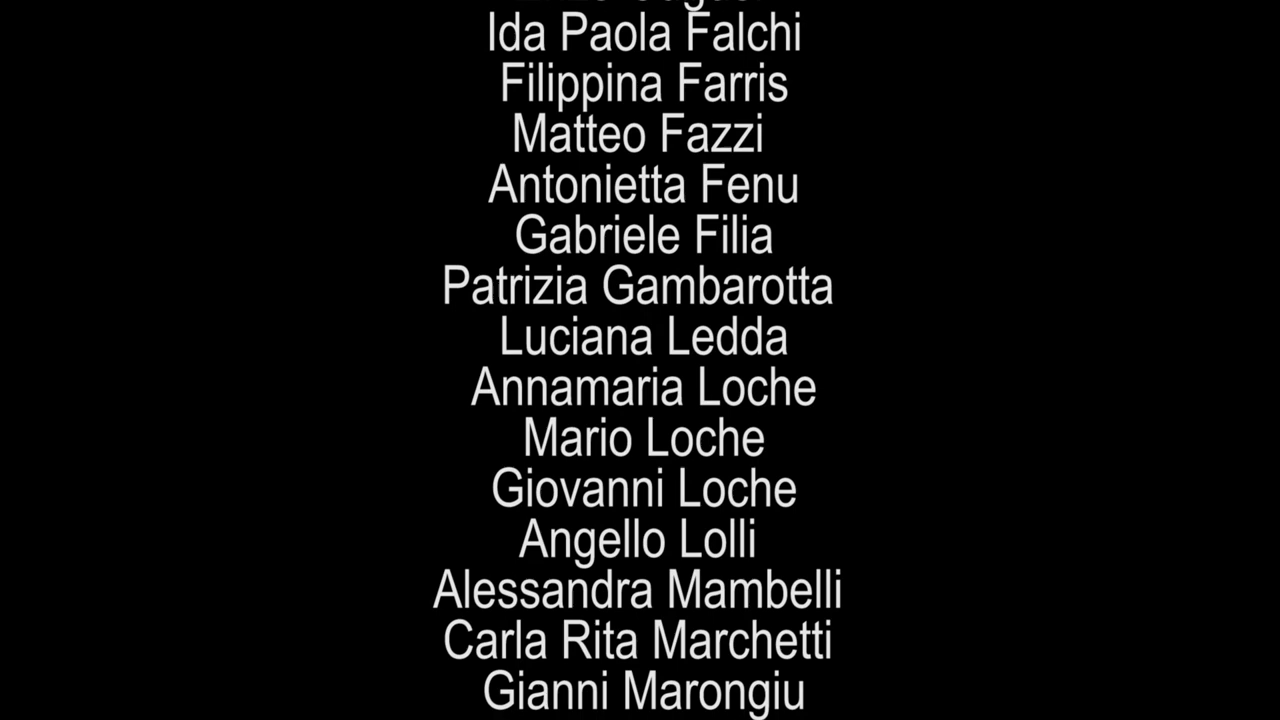 Ida Paola Falchi
Filippina Farris
Matteo Fazzi
Antonietta Fenu
Gabriele Filia
Patrizia Gambarotta
Luciana Ledda
Annamaria Loche
Mario Loche
Giovanni Loche
Angello Lolli
Alessandra Mambelli
Carla Rita Marchetti
Gianni Marongiu